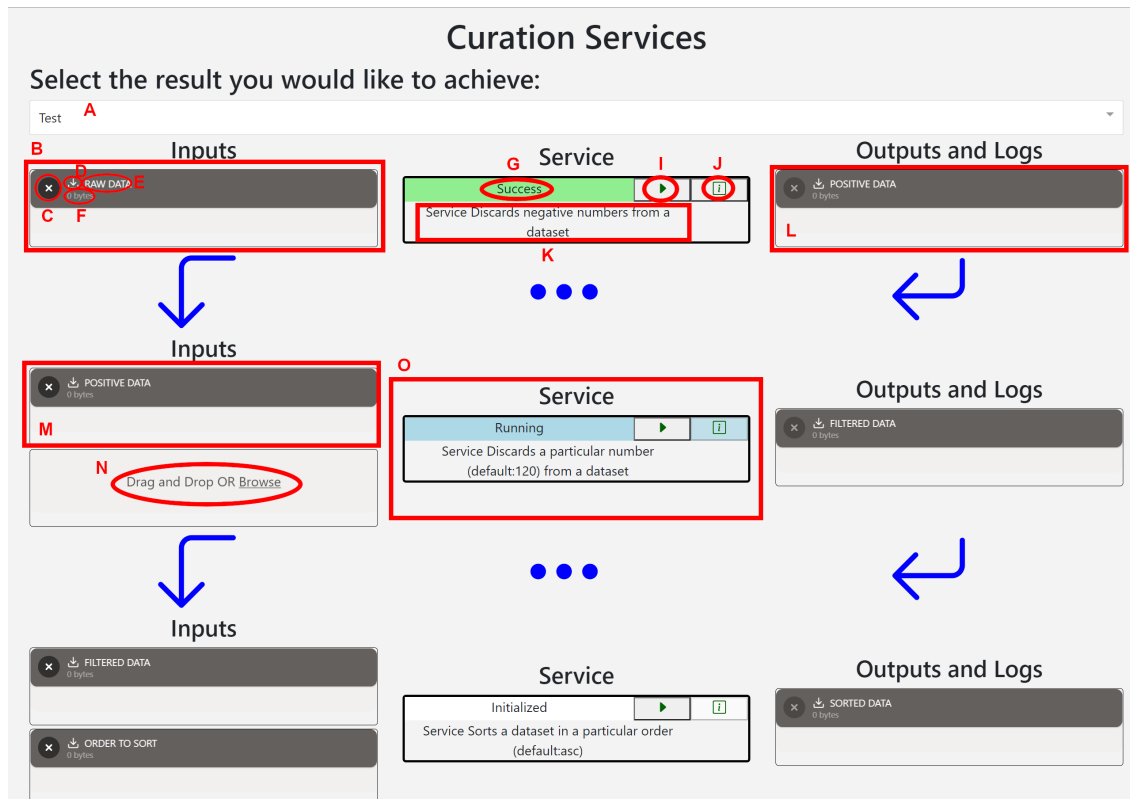 Curation Services
Select the result you would like to achieve:
Test A
B Inputs
Service
Outputs and Logs
D RAW DATA E
0 bytes
C F
G I J
Success i
Service Discards negative numbers from a
dataset
K
POSITIVE DATA
0 bytes
L
Inputs
POSITIVE DATA
0 bytes
M
N
Drag and Drop OR Browse
O
Service
Running i
Service Discards a particular number
(default:120) from a dataset
Outputs and Logs
FILTERED DATA
0 bytes
Inputs
FILTERED DATA
0 bytes
ORDER TO SORT
0 bytes
Service
Initialized i
Service Sorts a dataset in a particular order
(default:asc)
Outputs and Logs
SORTED DATA
0 bytes